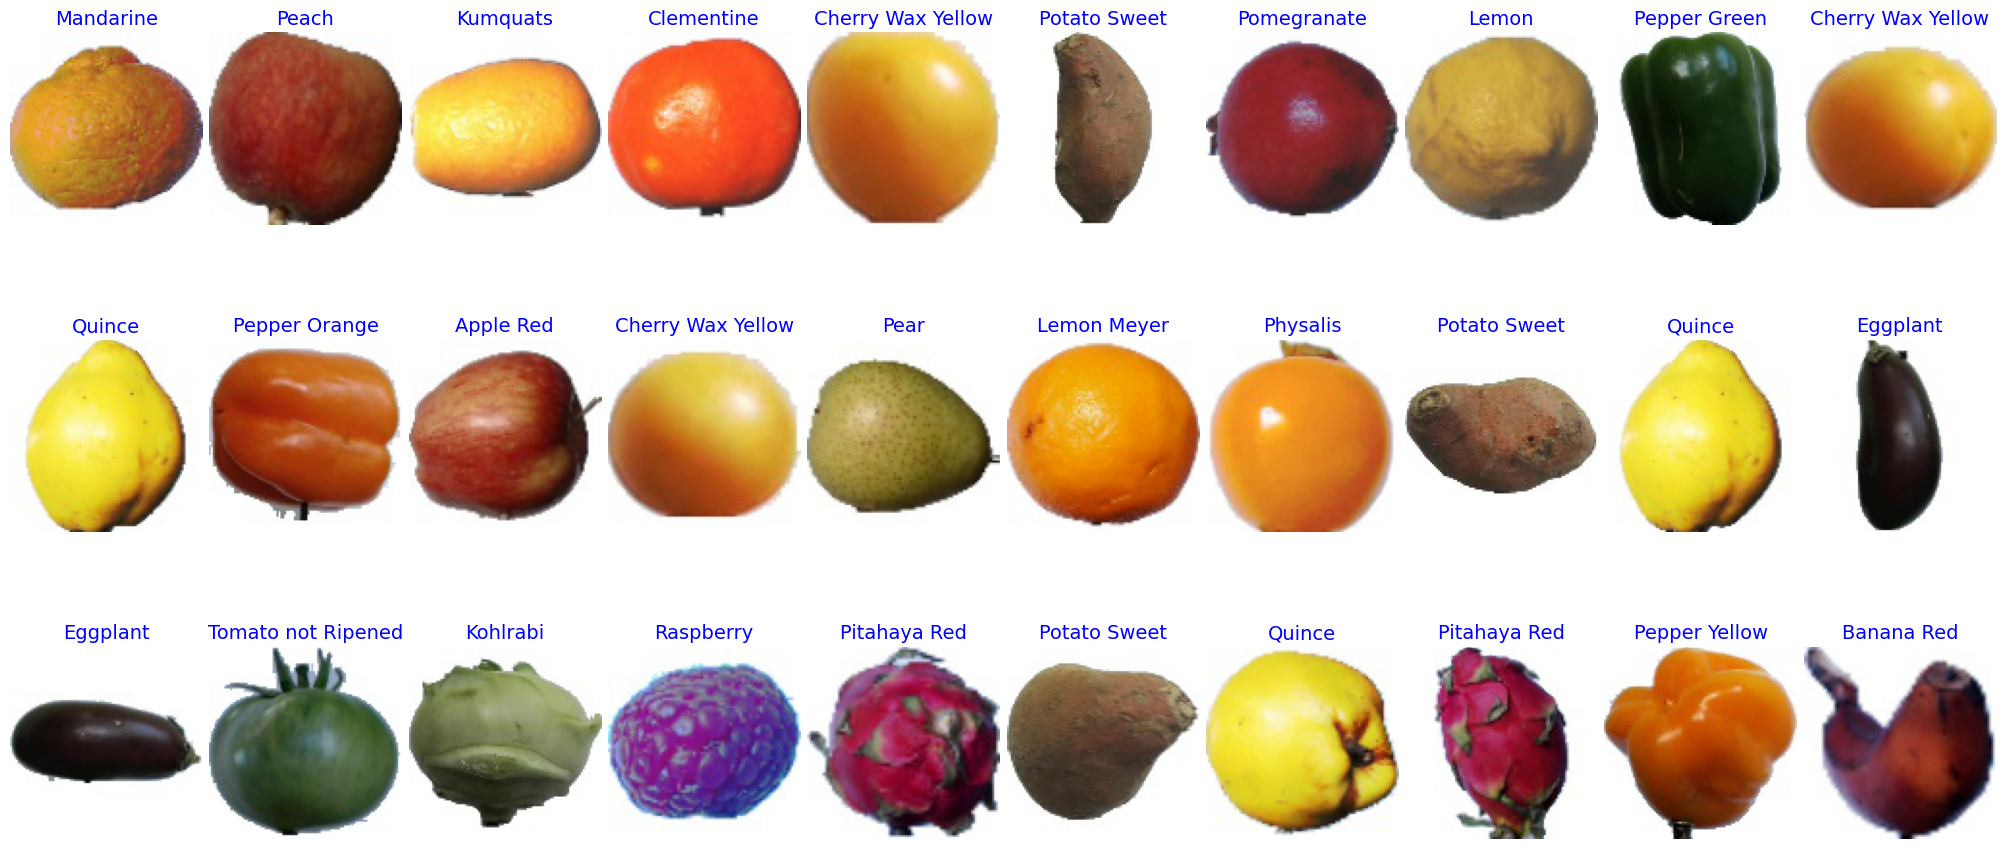 Mandarine
Peach
Kumquats
Clementine
Cherry Wax Yellow
Potato Sweet
Pomegranate
Lemon
Pepper Green
Cherry Wax Yellow
Quince
Pepper Orange
Apple Red
Cherry Wax Yellow
Pear
Lemon Meyer
Physalis
Potato Sweet
Quince
Eggplant
Eggplant
Tomato not Ripened
Kohlrabi
Raspberry
Pitahaya Red
Potato Sweet
Quince
Pitahaya Red
Pepper Yellow
Banana Red